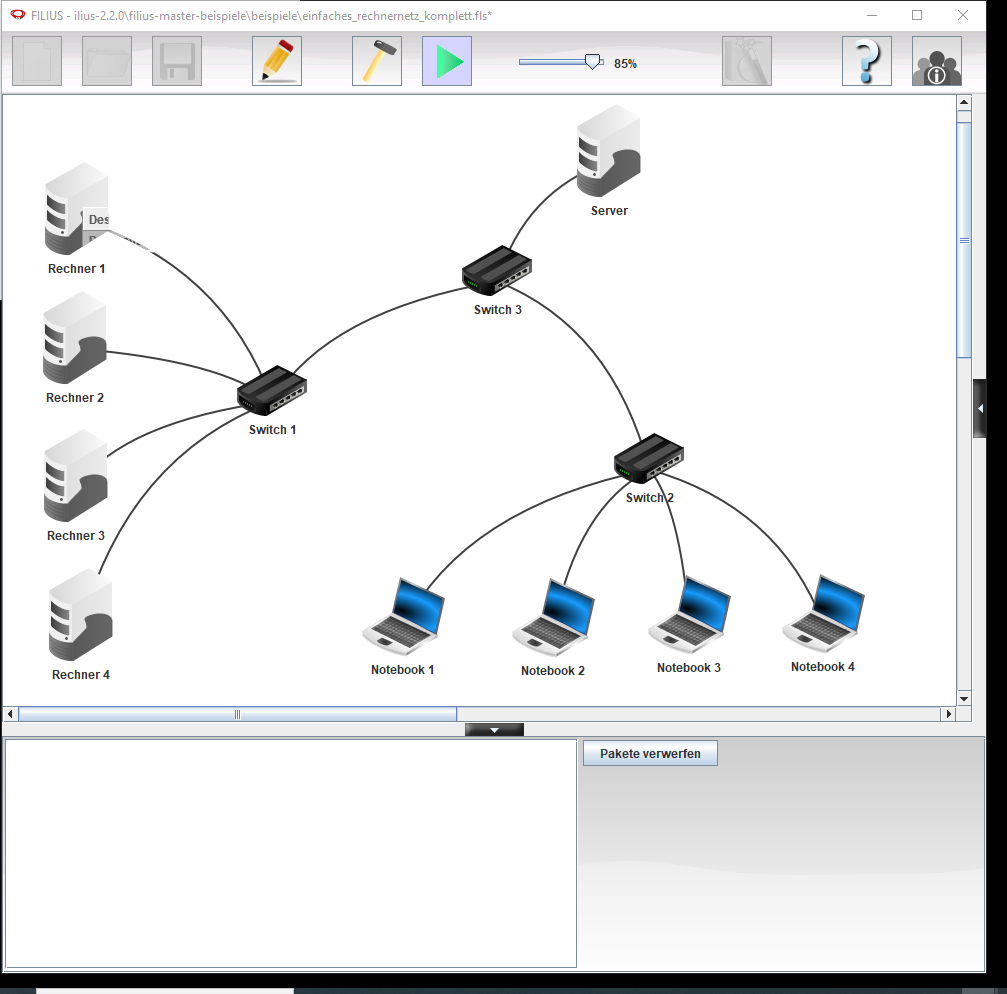 FILIUS - ilius-2.2.0\filius-master-beispiele\beispiele\einfaches_rechnernetz_komplett.fls*
85%
Server
Des
Rechner 1
Switch 3
Rechner 2
Switch 1
Switch 2
Rechner 3
Rechner 4
Notebook 1
Notebook 2
Notebook 3
Notebook 4
Pakete verwerfen